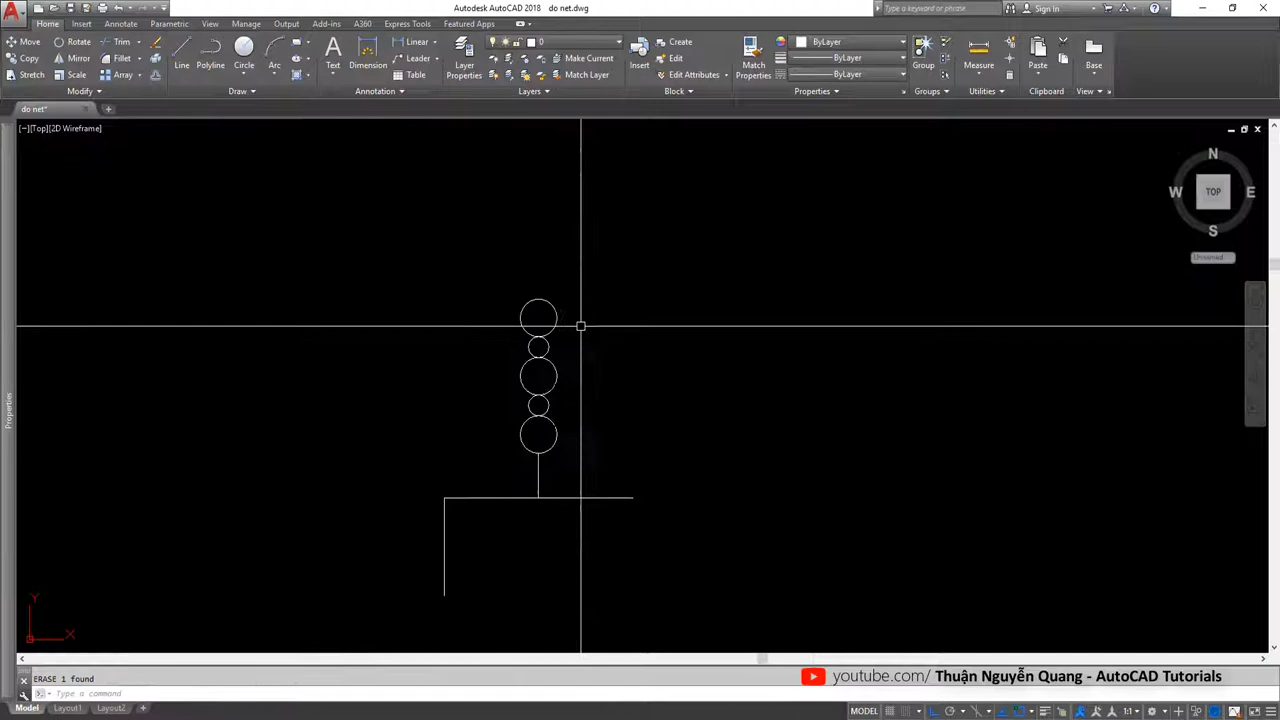 Autodesk AutoCAD 2018 do net.dwg
Type a keyword or phrase
Sign In
Home Insert Annotate Parametric View Manage Output Add-ins A360 Express Tools Featured Apps
Move Rotate Trim
Copy Mirror Fillet
Stretch Scale Array
Line Polyline Circle Arc
Text Dimension
Linear
Leader
Table
Layer
Properties
0
Make Current
Match Layer
Insert
Create
Edit
Edit Attributes
Match
Properties
ByLayer
ByLayer
ByLayer
Group
Measure
Paste
Base
Modify Draw Annotation Layers Block Properties Groups Utilities Clipboard View
do net*
[−][Top][2D Wireframe]
N
W TOP E
S
Unnamed
Properties
Y
X
ERASE 1 found
Type a command
youtube.com/ Thuận Nguyễn Quang - AutoCAD Tutorials
Model Layout1 Layout2 +
MODEL
1:1